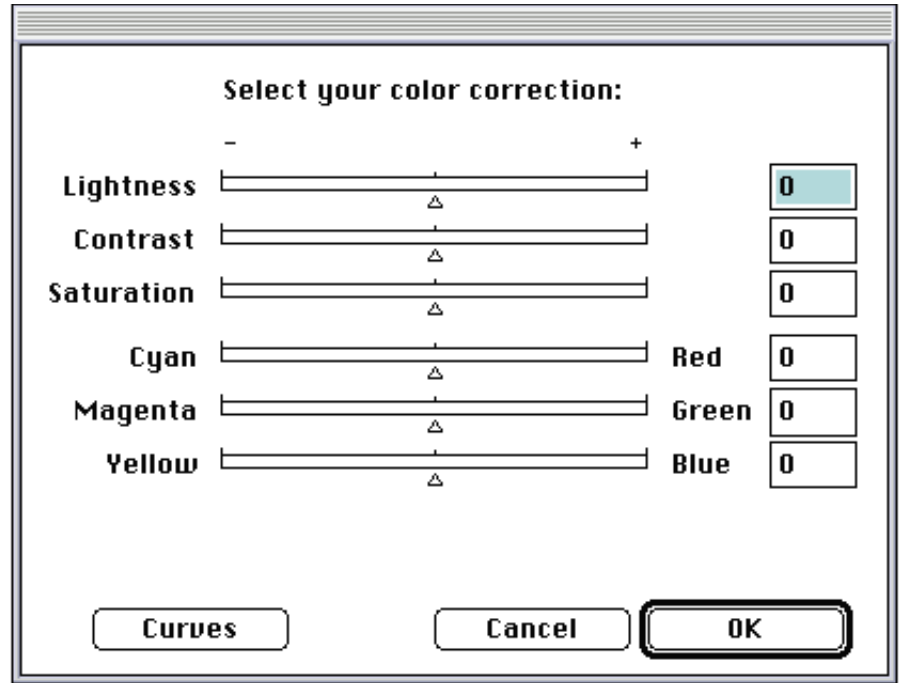 Select your color correction:
- +
Lightness 0
Contrast 0
Saturation 0
Cyan Red 0
Magenta Green 0
Yellow Blue 0
Curves Cancel OK